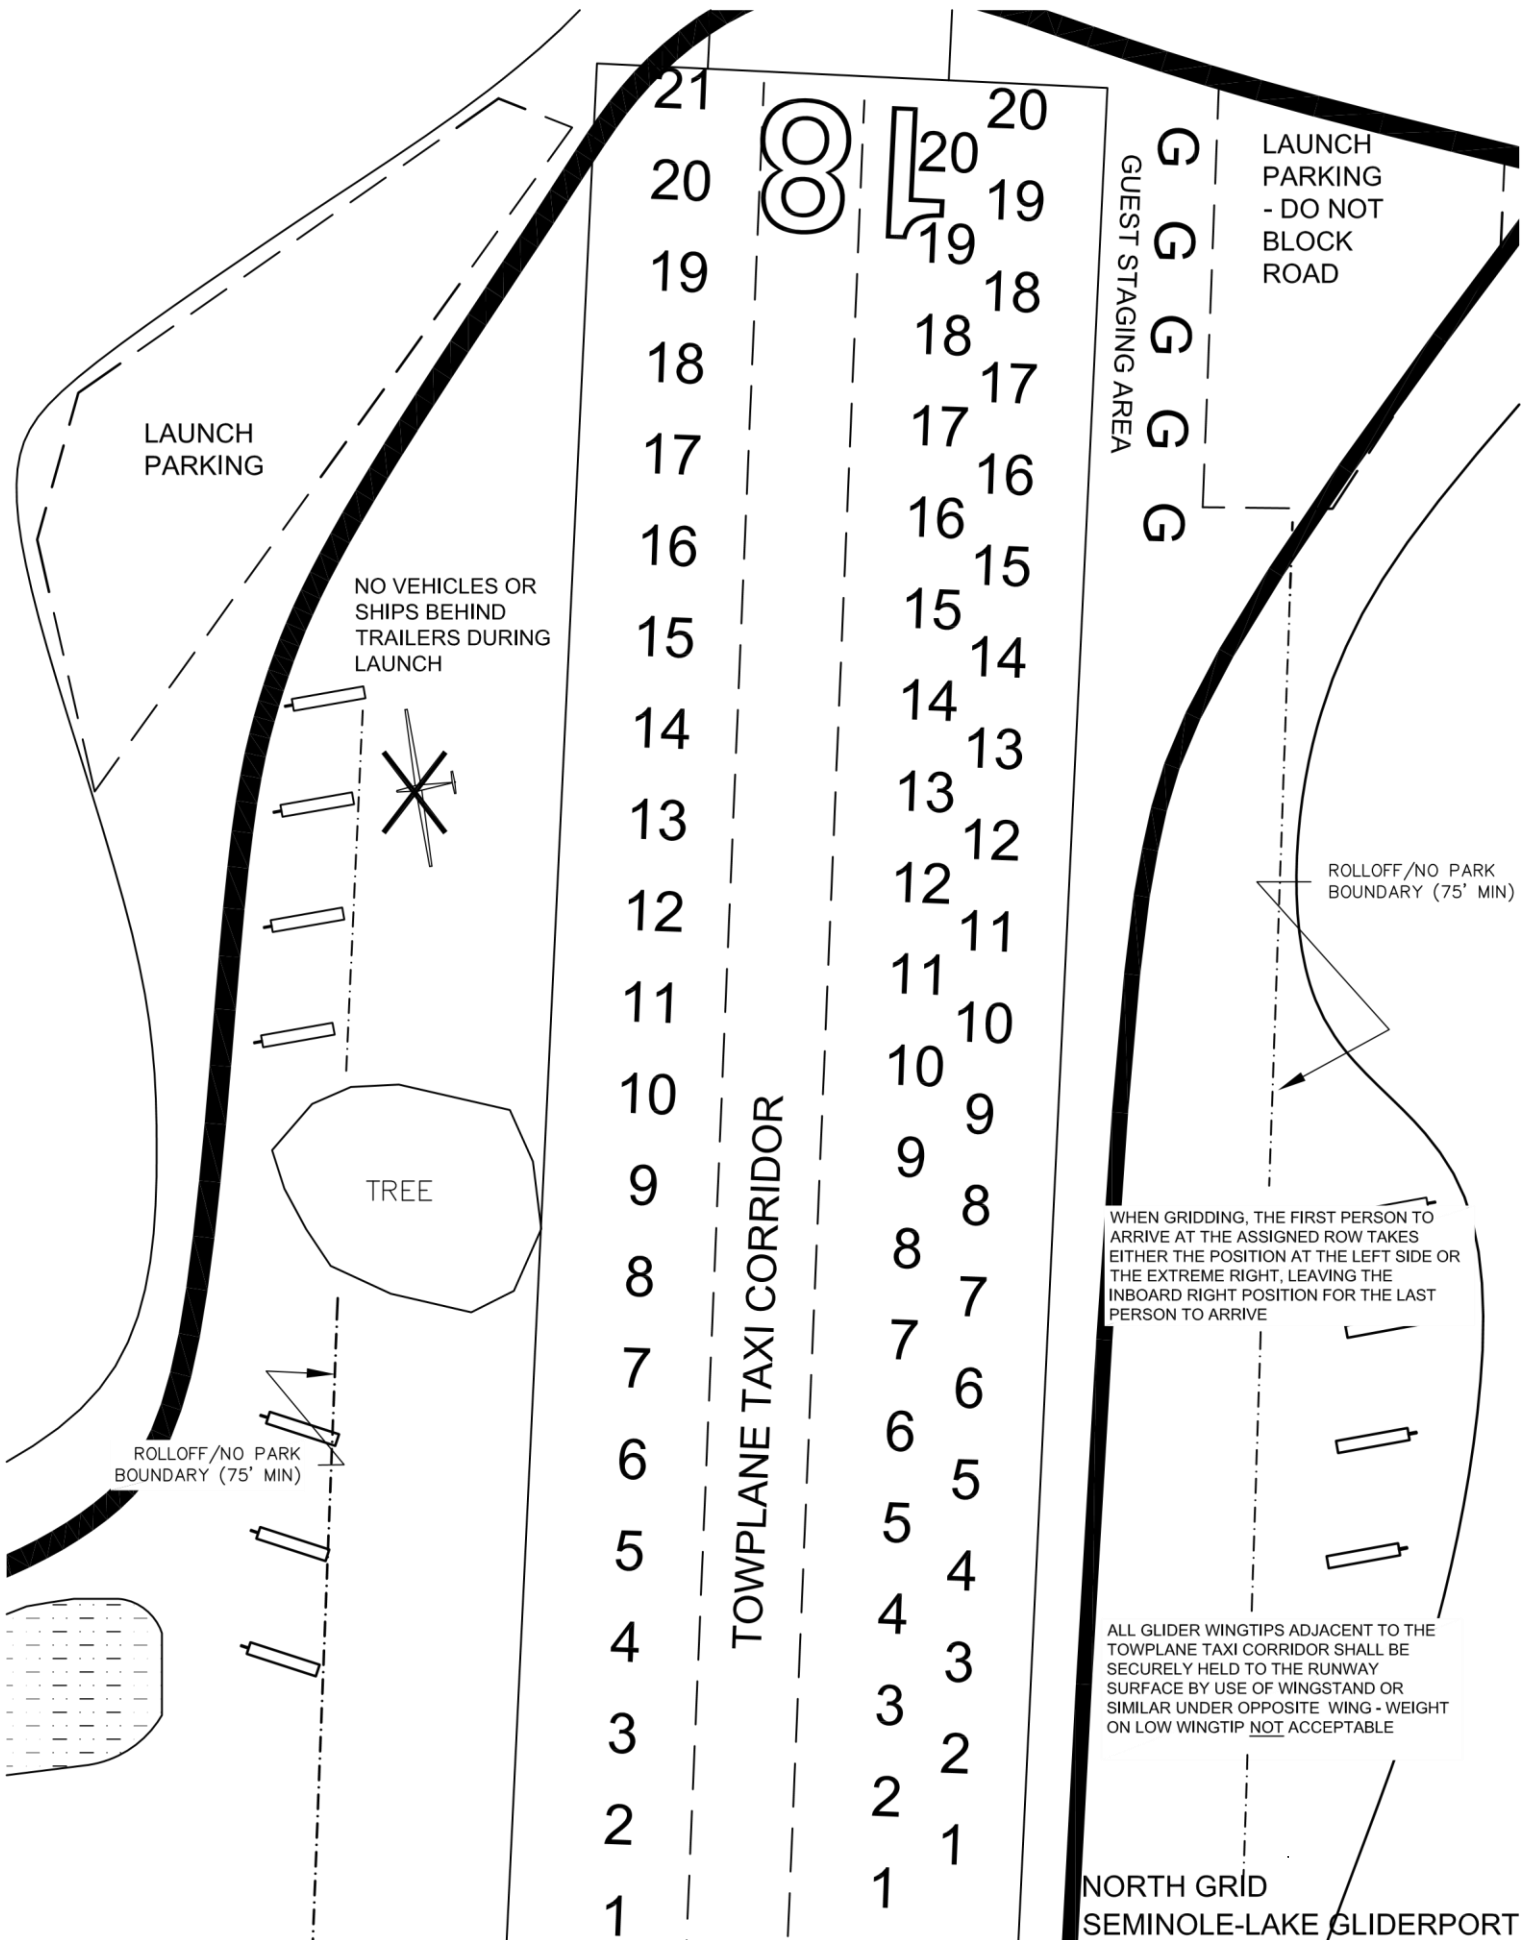 21
20
19
18
17
16
15
14
13
12
11
10
9
8
7
6
5
4
3
2
1
18
TOWPLANE TAXI CORRIDOR
20
19
18
17
16
15
14
13
12
11
10
9
8
7
6
5
4
3
2
1
20
19
18
17
16
15
14
13
12
11
10
9
8
7
6
5
4
3
2
1
GUEST STAGING AREA
G
G
G
G
G
LAUNCH
PARKING
- DO NOT
BLOCK
ROAD
LAUNCH
PARKING
NO VEHICLES OR
SHIPS BEHIND
TRAILERS DURING
LAUNCH
ROLLOFF/NO PARK
BOUNDARY (75' MIN)
TREE
WHEN GRIDDING, THE FIRST PERSON TO
ARRIVE AT THE ASSIGNED ROW TAKES
EITHER THE POSITION AT THE LEFT SIDE OR
THE EXTREME RIGHT, LEAVING THE
INBOARD RIGHT POSITION FOR THE LAST
PERSON TO ARRIVE
ROLLOFF/NO PARK
BOUNDARY (75' MIN)
ALL GLIDER WINGTIPS ADJACENT TO THE
TOWPLANE TAXI CORRIDOR SHALL BE
SECURELY HELD TO THE RUNWAY
SURFACE BY USE OF WINGSTAND OR
SIMILAR UNDER OPPOSITE WING - WEIGHT
ON LOW WINGTIP NOT ACCEPTABLE
NORTH GRID
SEMINOLE-LAKE GLIDERPORT